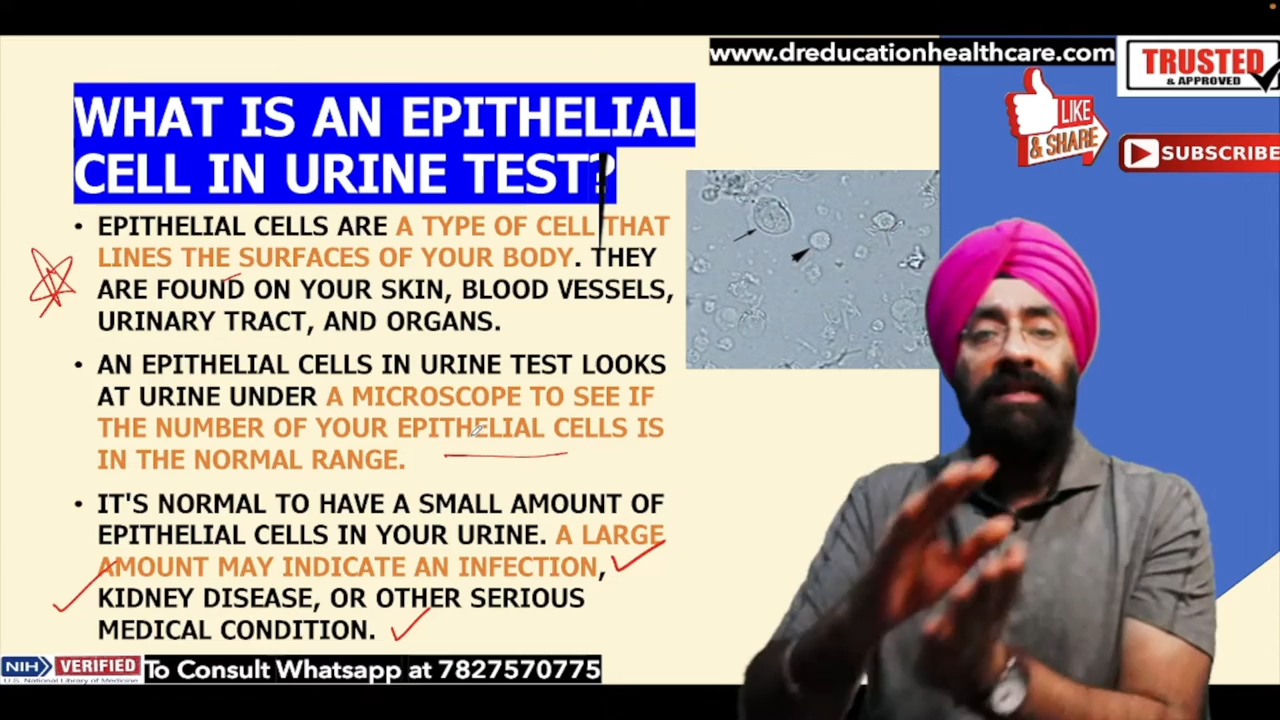 www.dreducationhealthcare.com
TRUSTED
& APPROVED
LIKE
& SHARE
SUBSCRIBE
WHAT IS AN EPITHELIAL
CELL IN URINE TEST?
• EPITHELIAL CELLS ARE A TYPE OF CELL THAT
LINES THE SURFACES OF YOUR BODY. THEY
ARE FOUND ON YOUR SKIN, BLOOD VESSELS,
URINARY TRACT, AND ORGANS.
• AN EPITHELIAL CELLS IN URINE TEST LOOKS
AT URINE UNDER A MICROSCOPE TO SEE IF
THE NUMBER OF YOUR EPITHELIAL CELLS IS
IN THE NORMAL RANGE.
• IT'S NORMAL TO HAVE A SMALL AMOUNT OF
EPITHELIAL CELLS IN YOUR URINE. A LARGE
AMOUNT MAY INDICATE AN INFECTION,
KIDNEY DISEASE, OR OTHER SERIOUS
MEDICAL CONDITION.
NIH VERIFIED
U.S. National Library of Medicine
To Consult Whatsapp at 7827570775